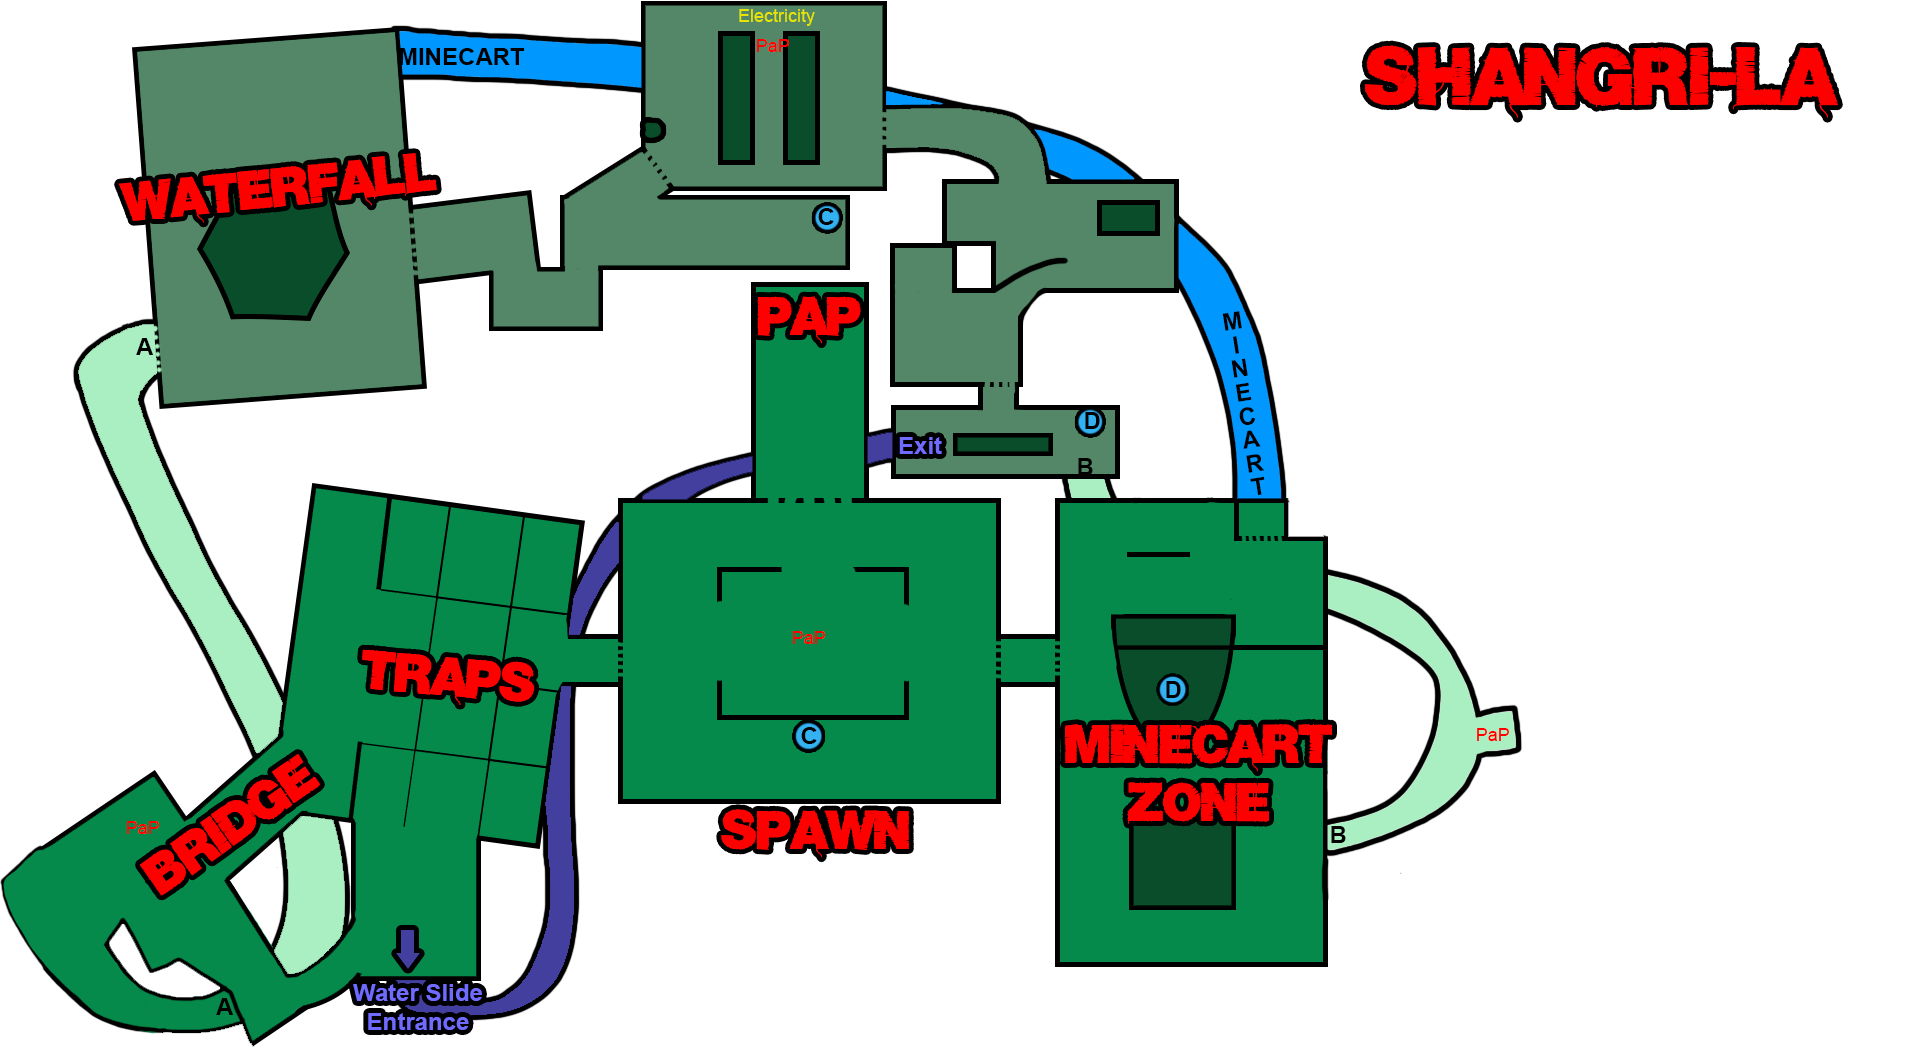 Electricity
PaP
MINECART
SHANGRI-LA
WATERFALL
C
PAP
A
MINECART
D
Exit
B
PaP
TRAPS
D
C
PaP
MINECART
ZONE
SPAWN
BRIDGE
PaP
B
A
Water Slide
Entrance